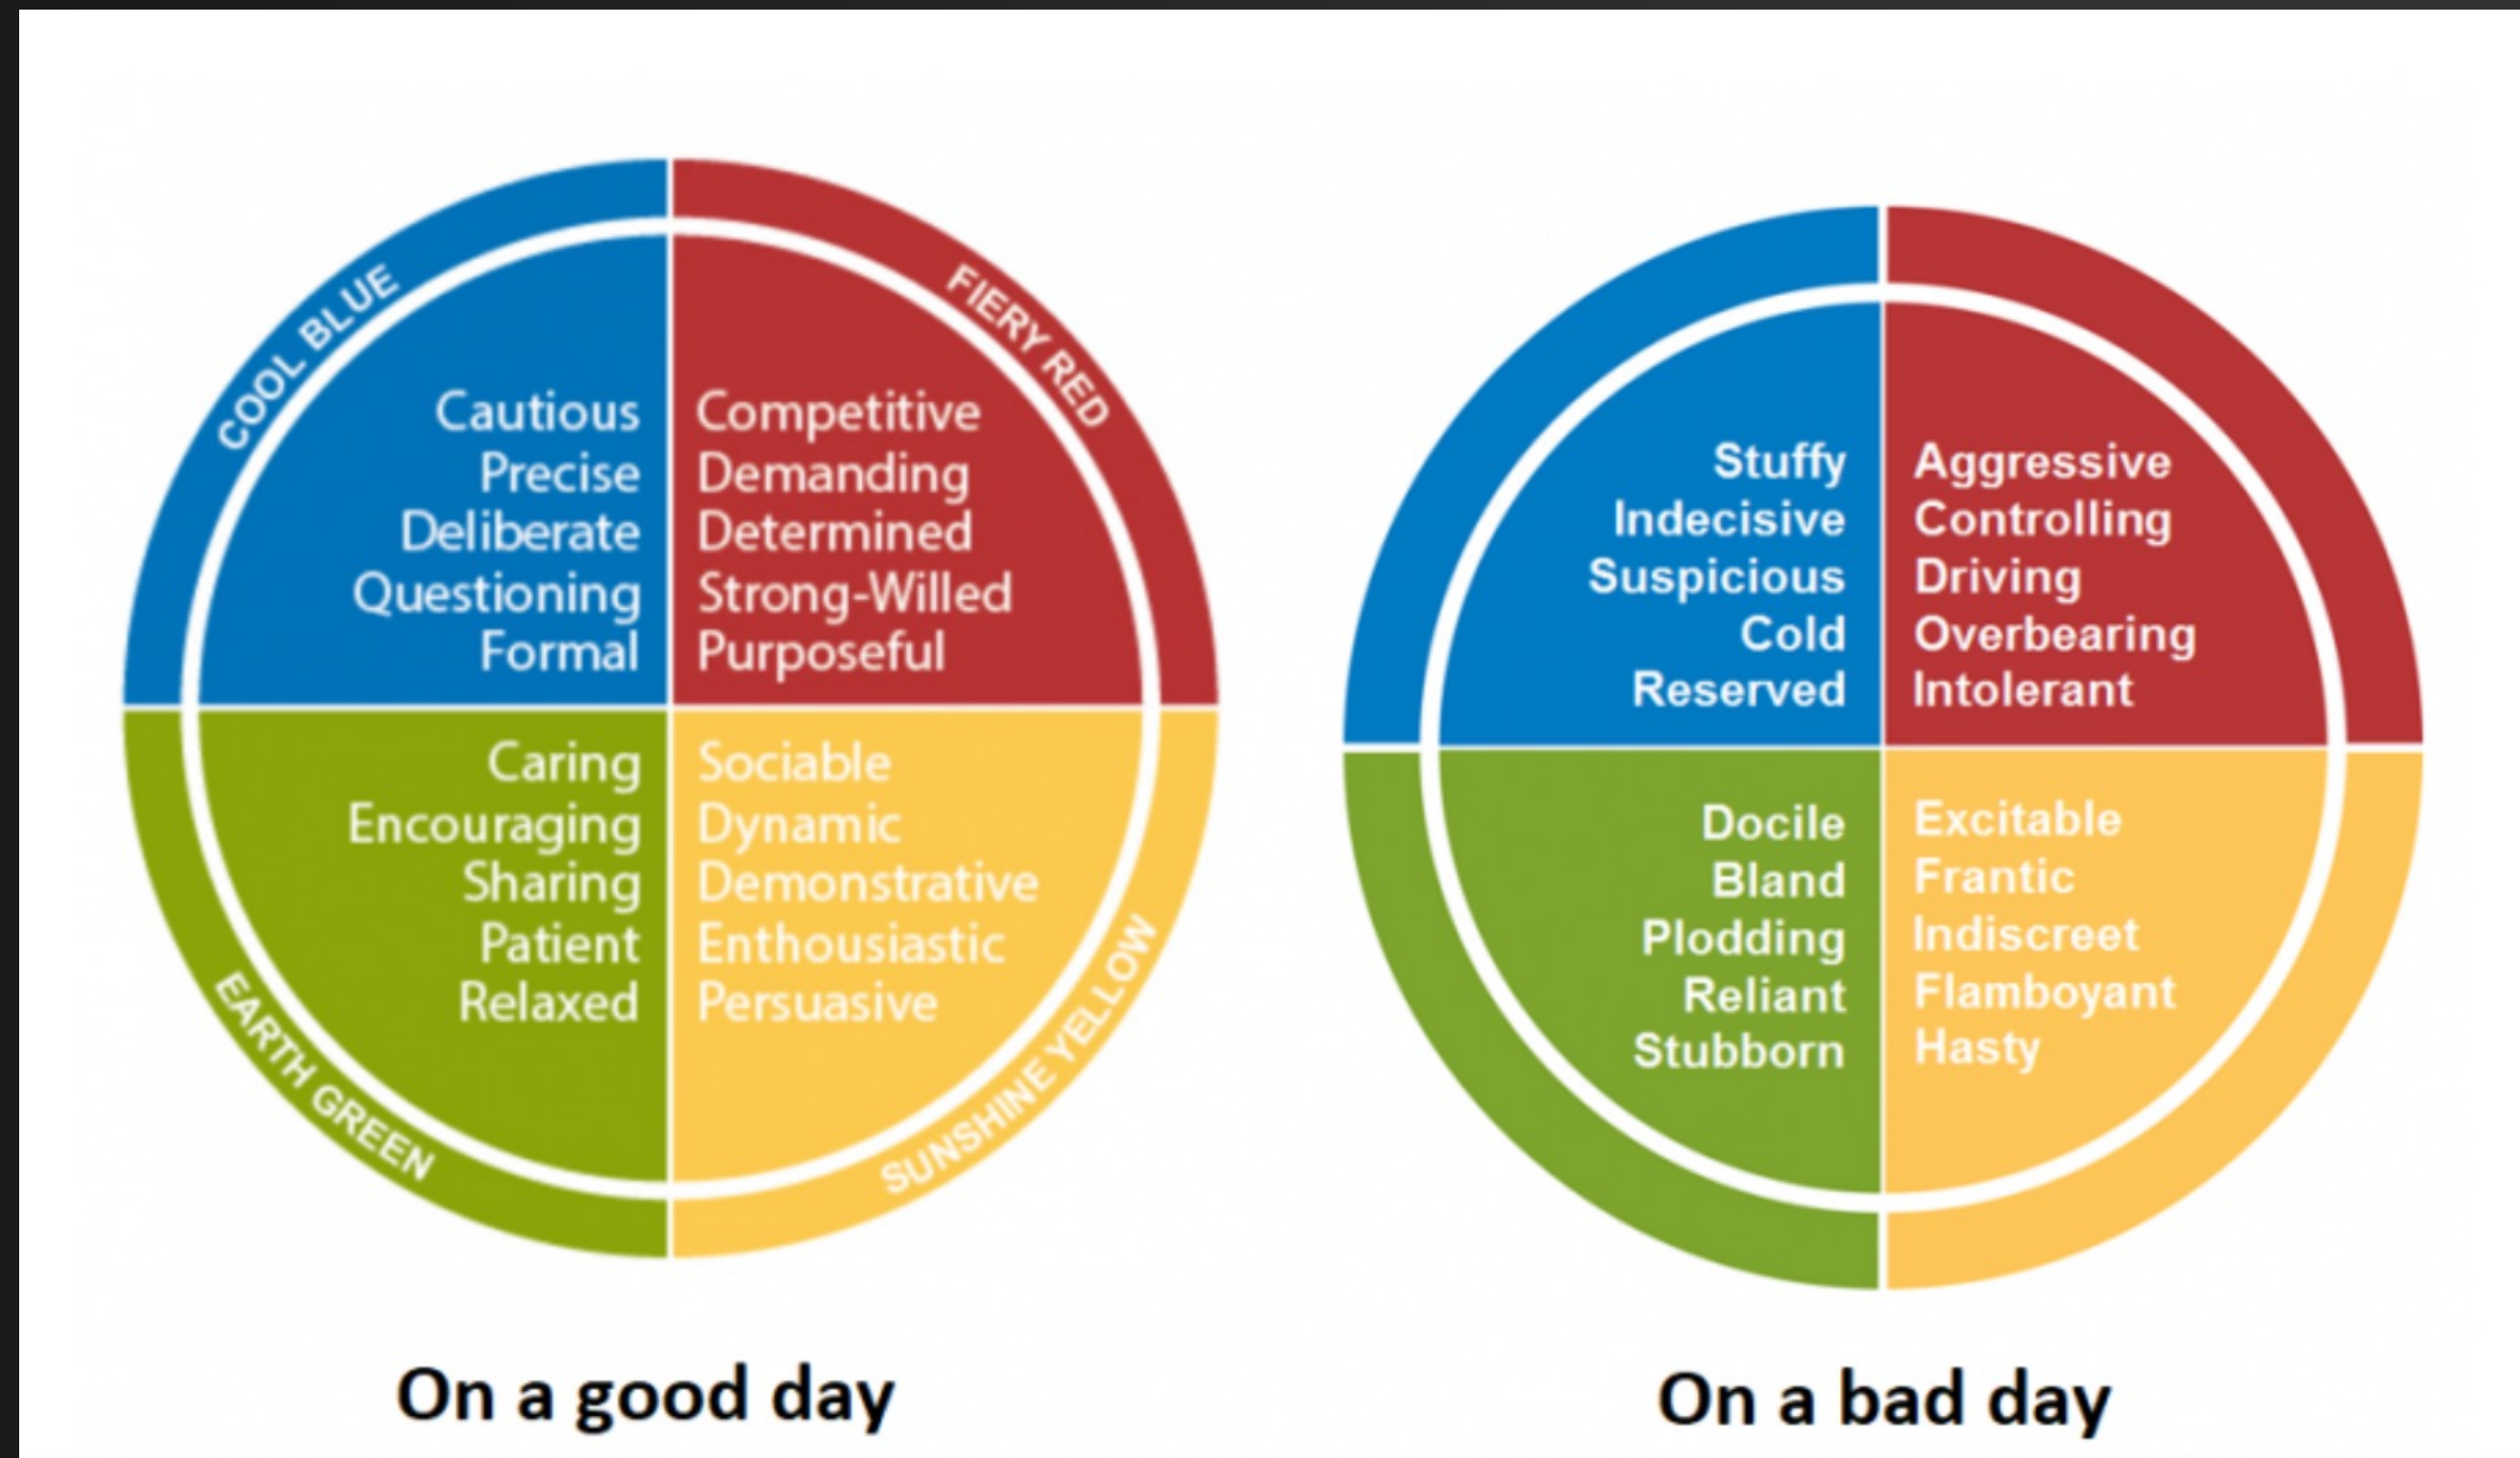 COOL BLUE
Cautious
Precise
Deliberate
Questioning
Formal
FIERY RED
Competitive
Demanding
Determined
Strong-Willed
Purposeful
EARTH GREEN
Caring
Encouraging
Sharing
Patient
Relaxed
SUNSHINE YELLOW
Sociable
Dynamic
Demonstrative
Enthousiastic
Persuasive
On a good day
Stuffy
Indecisive
Suspicious
Cold
Reserved
Aggressive
Controlling
Driving
Overbearing
Intolerant
Docile
Bland
Plodding
Reliant
Stubborn
Excitable
Frantic
Indiscreet
Flamboyant
Hasty
On a bad day